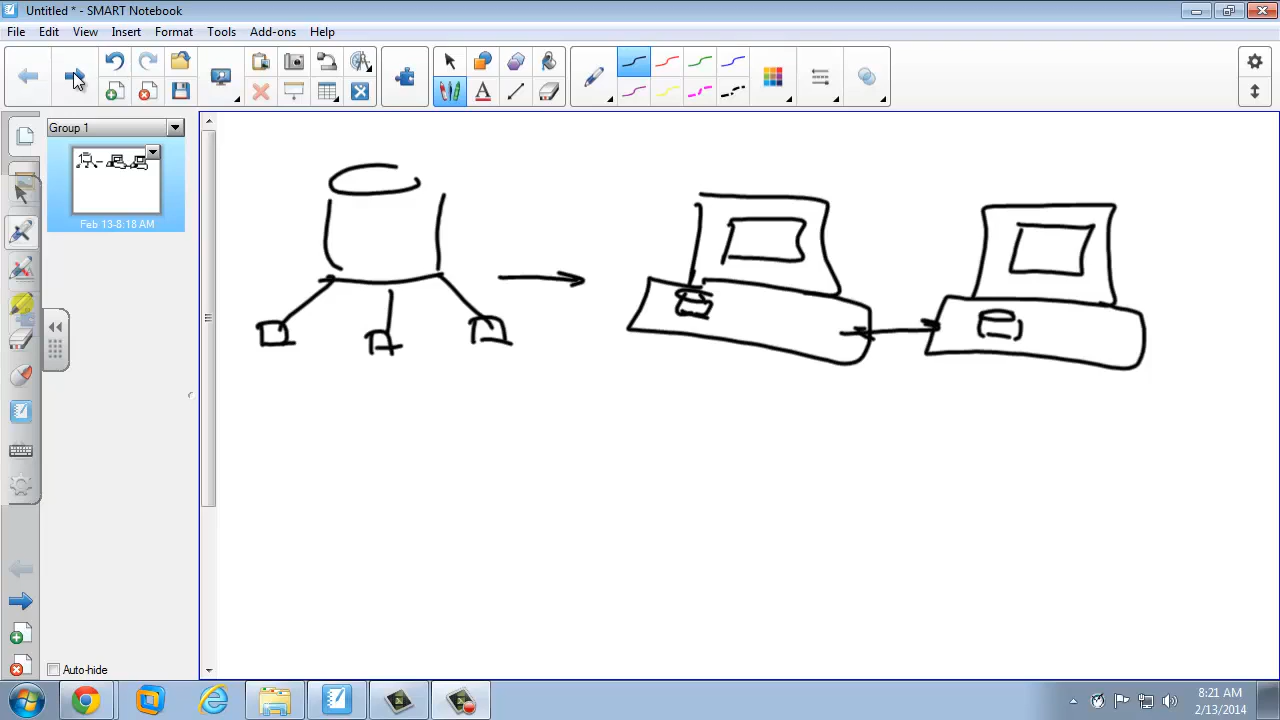 Untitled * - SMART Notebook
File Edit View Insert Format Tools Add-ons Help
Group 1
Feb 13-8:18 AM
Auto-hide
8:21 AM
2/13/2014